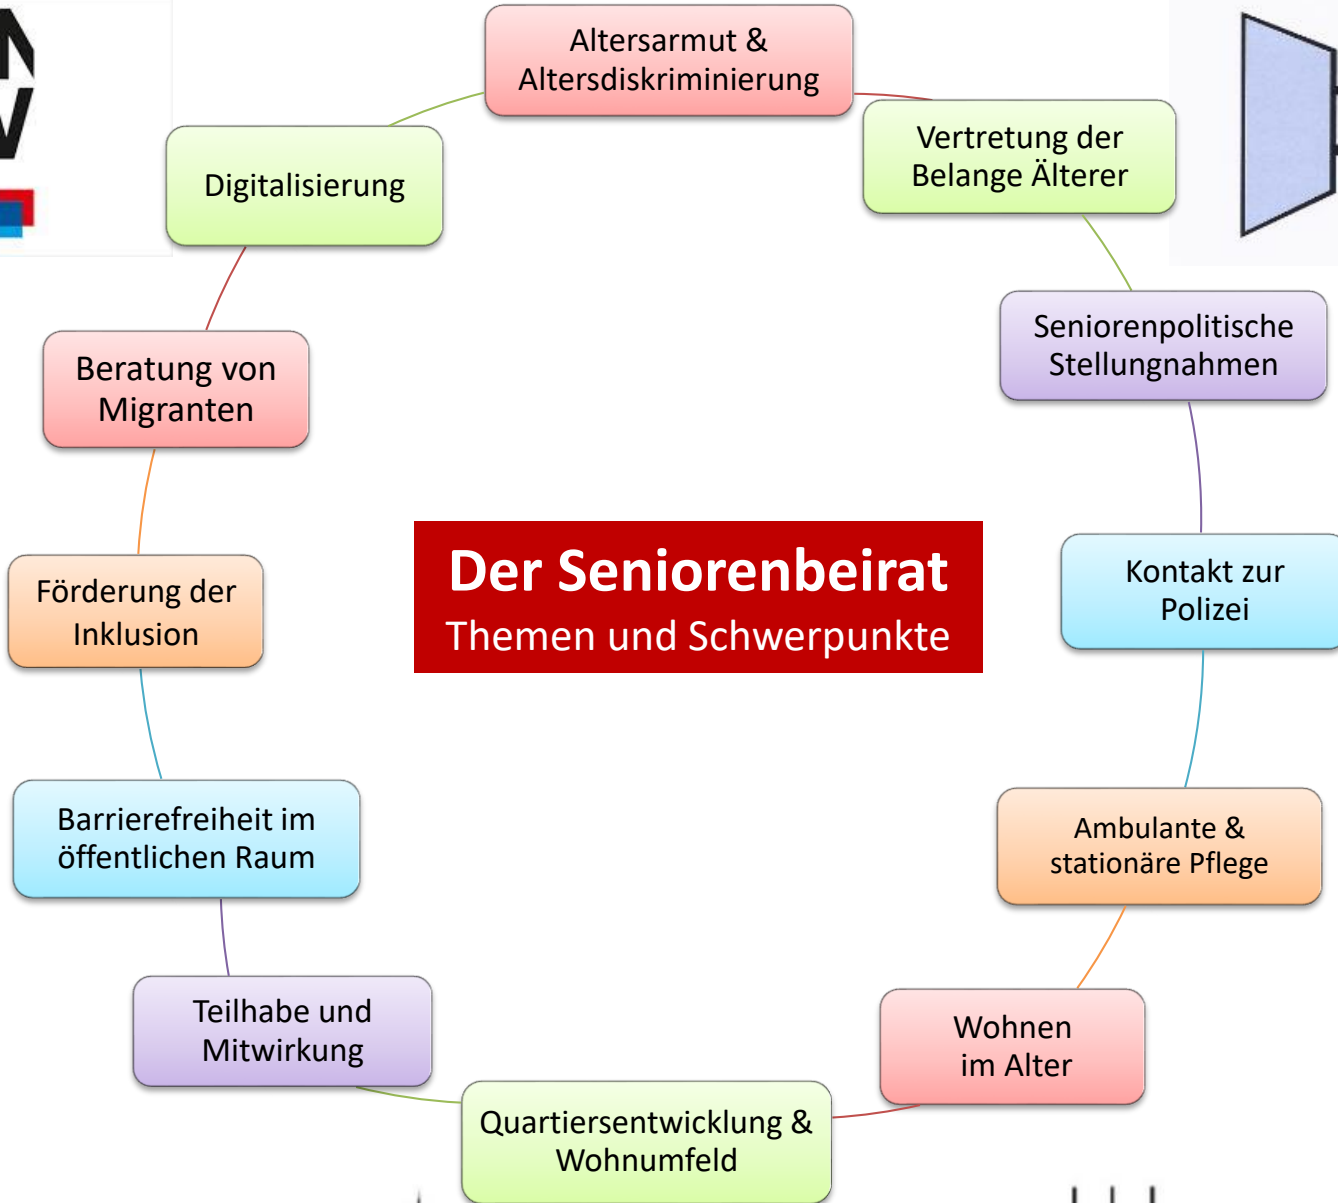 N
Altersarmut &
Altersdiskriminierung
Vertretung der
Belange Älterer
Digitalisierung
Seniorenpolitische
Stellungnahmen
Beratung von
Migranten
Der Seniorenbeirat
Themen und Schwerpunkte
Kontakt zur
Polizei
Förderung der
Inklusion
Barrierefreiheit im
öffentlichen Raum
Ambulante &
stationäre Pflege
Teilhabe und
Mitwirkung
Wohnen
im Alter
Quartiersentwicklung &
Wohnumfeld